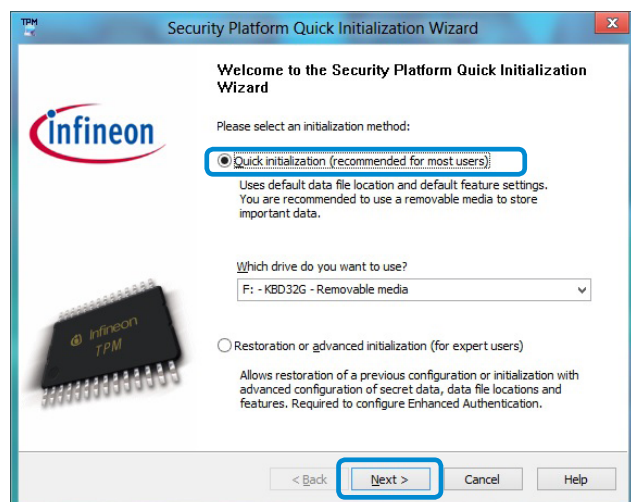 TPM
Security Platform Quick Initialization Wizard
X
Welcome to the Security Platform Quick Initialization
Wizard
infineon
Please select an initialization method:
Quick initialization (recommended for most users)
Uses default data file location and default feature settings.
You are recommended to use a removable media to store
important data.
Which drive do you want to use?
F: - KBD32G - Removable media
Infineon
TPM
Restoration or advanced initialization (for expert users)
Allows restoration of a previous configuration or initialization with
advanced configuration of secret data, data file locations and
features. Required to configure Enhanced Authentication.
< Back
Next >
Cancel
Help